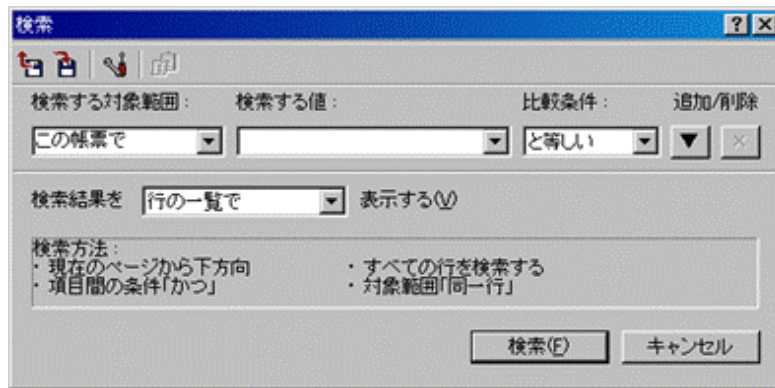 検索
検索する対象範囲： 検索する値： 比較条件： 追加/削除
この帳票で と等しい
検索結果を 行の一覧で 表示する(V)
検索方法：
・現在のページから下方向 ・すべての行を検索する
・項目間の条件「かつ」 ・対象範囲「同一行」
検索(F) キャンセル